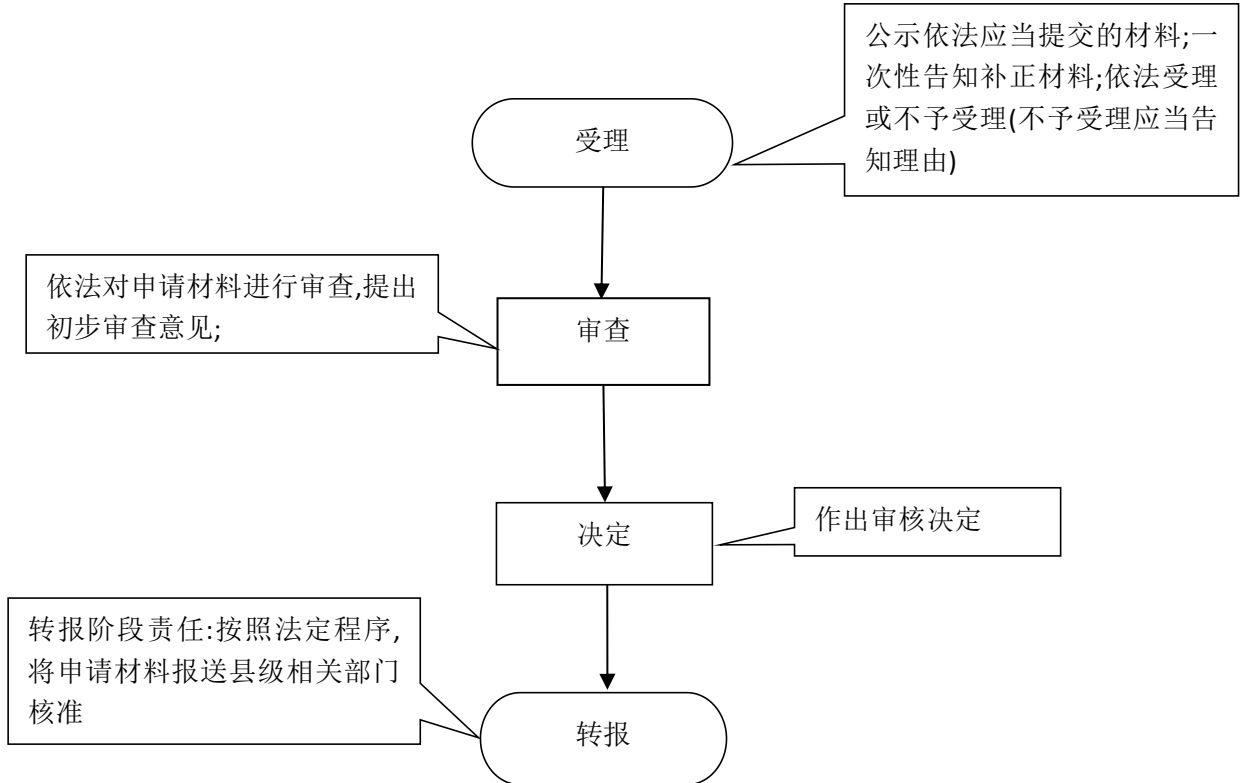 公示依法应当提交的材料;一
次性告知补正材料;依法受理
或不予受理(不予受理应当告
知理由)
受理
依法对申请材料进行审查,提出
初步审查意见;
审查
决定
作出审核决定
转报阶段责任:按照法定程序,
将申请材料报送县级相关部门
核准
转报